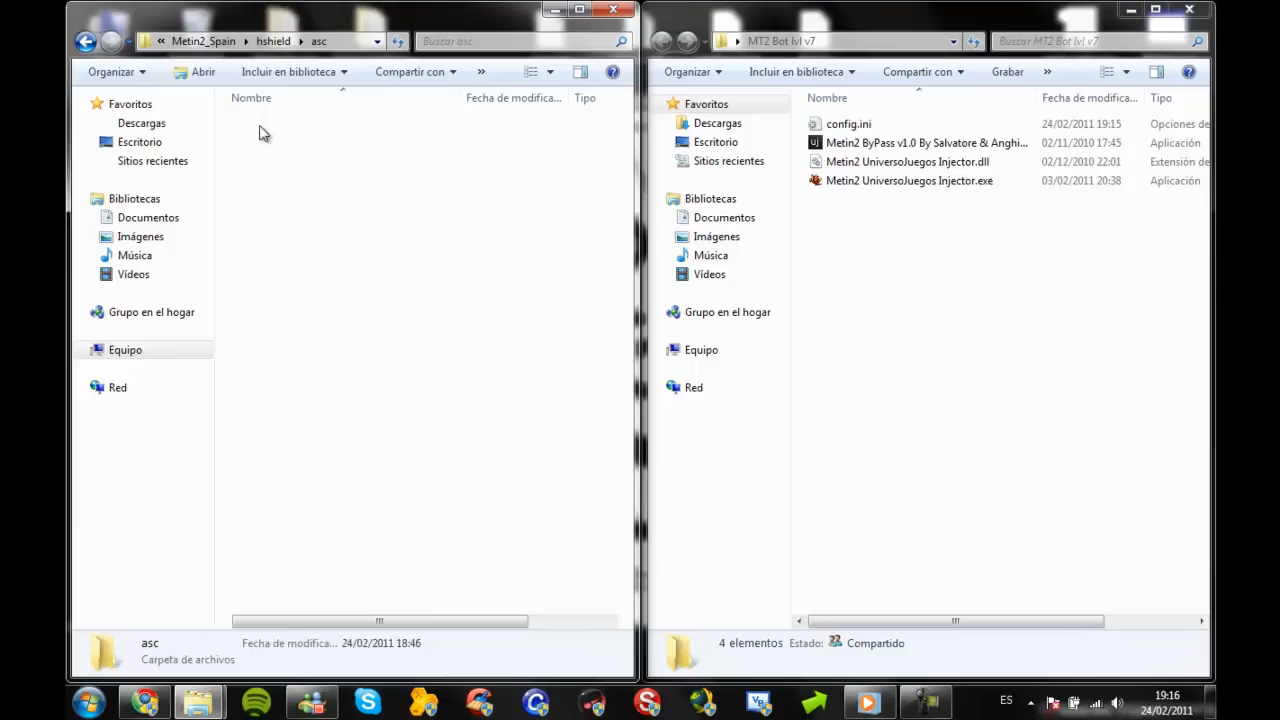 « Metin2_Spain hshield asc
Buscar asc
Organizar
Abrir
Incluir en biblioteca
Compartir con
»
Favoritos
Descargas
Escritorio
Sitios recientes
Bibliotecas
Documentos
Imágenes
Música
Vídeos
Grupo en el hogar
Equipo
Red
Nombre
Fecha de modifica...
Tipo
asc
Carpeta de archivos
Fecha de modifica... 24/02/2011 18:46
MT2 Bot lvl v7
Buscar MT2 Bot lvl v7
Organizar
Incluir en biblioteca
Compartir con
Grabar
»
Favoritos
Descargas
Escritorio
Sitios recientes
Bibliotecas
Documentos
Imágenes
Música
Vídeos
Grupo en el hogar
Equipo
Red
Nombre Fecha de modifica... Tipo
config.ini 24/02/2011 19:15 Opciones de
Metin2 ByPass v1.0 By Salvatore & Anghi... 02/11/2010 17:45 Aplicación
Metin2 UniversoJuegos Injector.dll 02/12/2010 22:01 Extensión de
Metin2 UniversoJuegos Injector.exe 03/02/2011 20:38 Aplicación
4 elementos Estado: Compartido
ES
19:16
24/02/2011